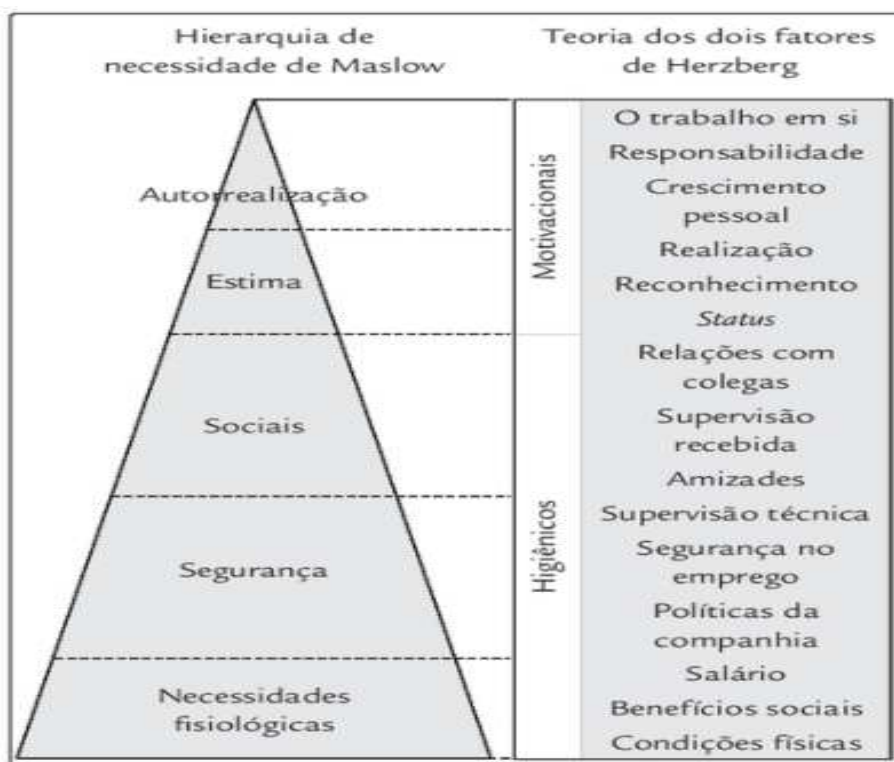 Hierarquia de
necessidade de Maslow
Teoria dos dois fatores
de Herzberg
Autorrealização
Estima
Sociais
Segurança
Necessidades
fisiológicas
Motivacionais
Higiênicos
O trabalho em si
Responsabilidade
Crescimento
pessoal
Realização
Reconhecimento
Status
Relações com
colegas
Supervisão
recebida
Amizades
Supervisão técnica
Segurança no
emprego
Políticas da
companhia
Salário
Benefícios sociais
Condições físicas